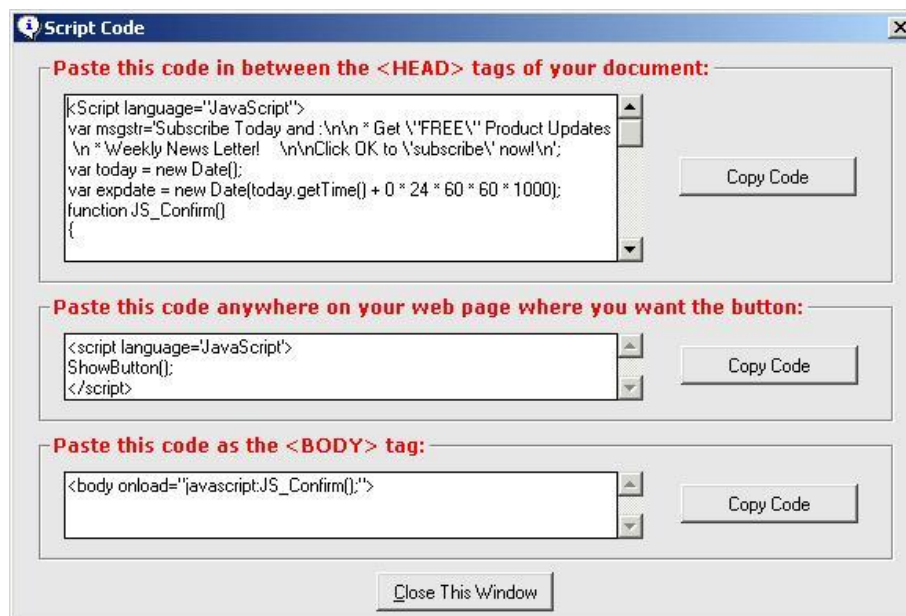 Script Code
Paste this code in between the <HEAD> tags of your document:
<Script language="JavaScript">
var msgstr='Subscribe Today and :\n\n * Get \"FREE\" Product Updates
\n * Weekly News Letter!    \n\nClick OK to \'subscribe\' now!\n';
var today = new Date();
var expdate = new Date(today.getTime() + 0 * 24 * 60 * 60 * 1000);
function JS_Confirm()
{
Copy Code
Paste this code anywhere on your web page where you want the button:
<script language='JavaScript'>
ShowButton();
</script>
Copy Code
Paste this code as the <BODY> tag:
<body onload="javascript:JS_Confirm();">
Copy Code
Close This Window